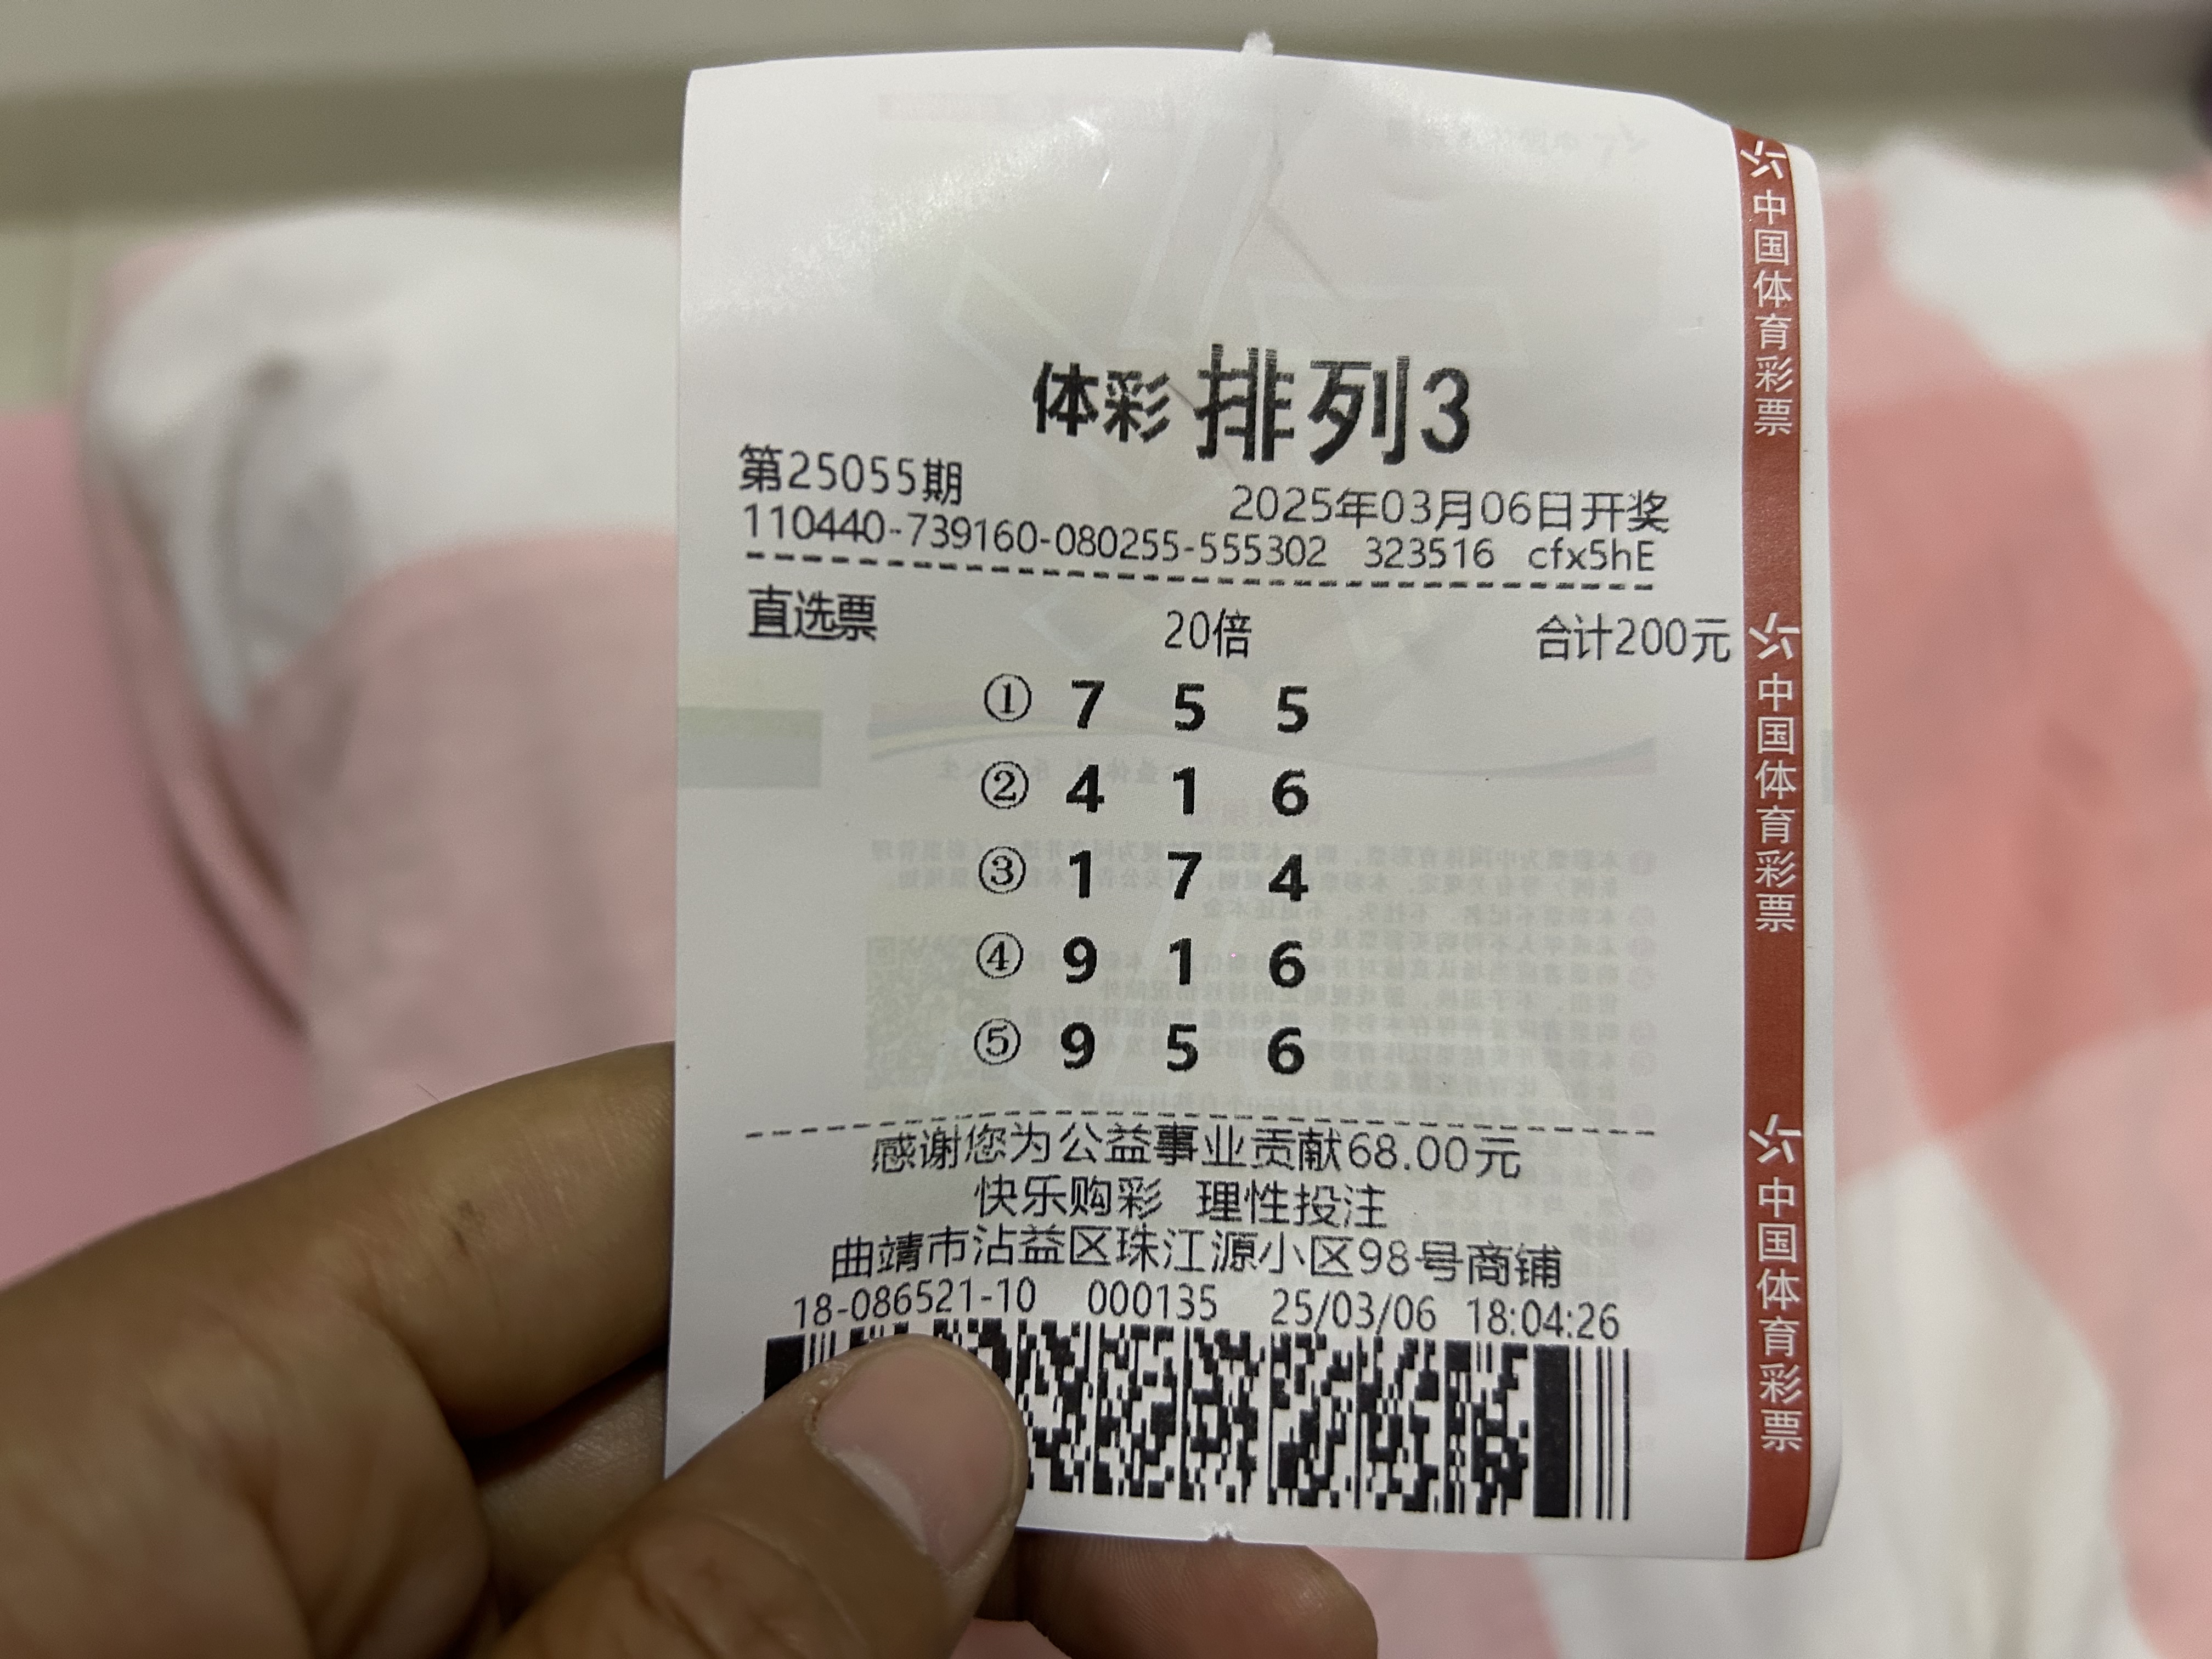 体彩 排列3
第25055期
2025年03月06日开奖
110440-739160-080255-555302 323516 cfx5hE
直选票 20倍 合计200元
① 7 5 5
② 4 1 6
③ 1 7 4
④ 9 1 6
⑤ 9 5 6
感谢您为公益事业贡献68.00元
快乐购彩 理性投注
曲靖市沾益区珠江源小区98号商铺
18-086521-10 000135 25/03/06 18:04:26
中国体育彩票
中国体育彩票
中国体育彩票